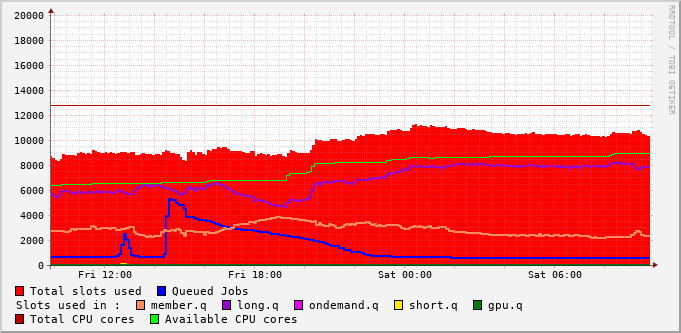 20000
18000
16000
14000
12000
10000
8000
6000
4000
2000
0
Fri 12:00 Fri 18:00 Sat 00:00 Sat 06:00
Total slots used Queued Jobs
Slots used in : member.q long.q ondemand.q short.q gpu.q
Total CPU cores Available CPU cores
RRDTOOL / TOBI OETIKER